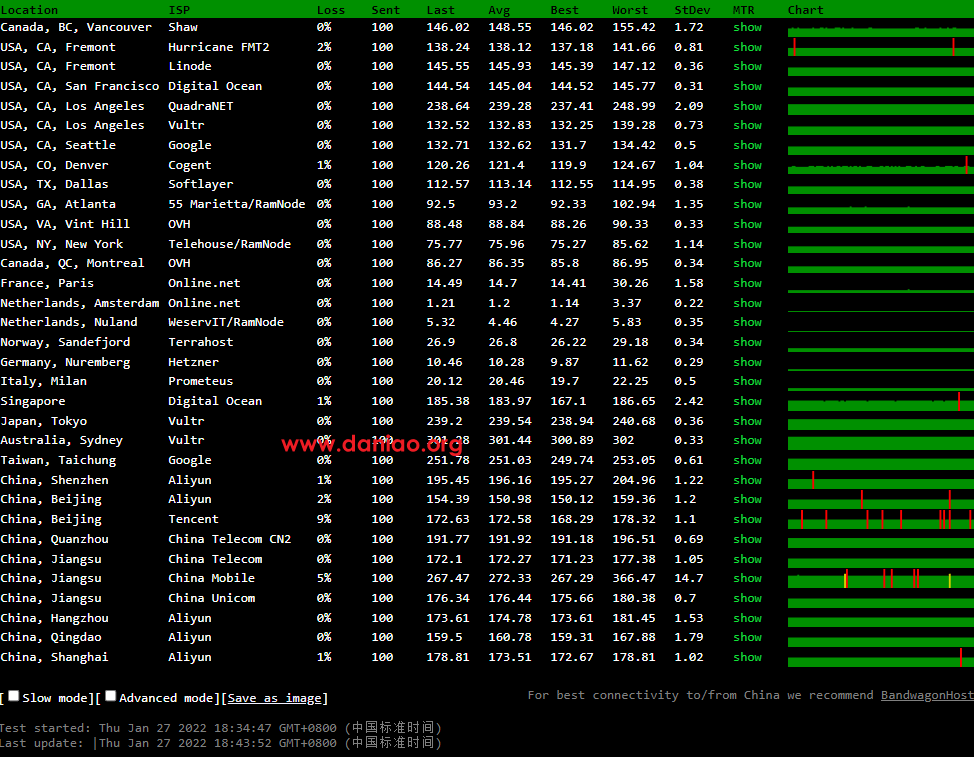 Location ISP Loss Sent Last Avg Best Worst StDev MTR Chart
Canada, BC, Vancouver Shaw 0% 100 146.02 148.55 146.02 155.42 1.72 show
USA, CA, Fremont Hurricane FMT2 2% 100 138.24 138.12 137.18 141.66 0.81 show
USA, CA, Fremont Linode 0% 100 145.55 145.93 145.39 147.12 0.36 show
USA, CA, San Francisco Digital Ocean 0% 100 144.54 145.04 144.52 145.77 0.31 show
USA, CA, Los Angeles QuadraNET 0% 100 238.64 239.28 237.41 248.99 2.09 show
USA, CA, Los Angeles Vultr 0% 100 132.52 132.83 132.25 139.28 0.73 show
USA, CA, Seattle Google 0% 100 132.71 132.62 131.7 134.42 0.5 show
USA, CO, Denver Cogent 1% 100 120.26 121.4 119.9 124.67 1.04 show
USA, TX, Dallas Softlayer 0% 100 112.57 113.14 112.55 114.95 0.38 show
USA, GA, Atlanta 55 Marietta/RamNode 0% 100 92.5 93.2 92.33 102.94 1.35 show
USA, VA, Vint Hill OVH 0% 100 88.48 88.84 88.26 90.33 0.33 show
USA, NY, New York Telehouse/RamNode 0% 100 75.77 75.96 75.27 85.62 1.14 show
Canada, QC, Montreal OVH 0% 100 86.27 86.35 85.8 86.95 0.34 show
France, Paris Online.net 0% 100 14.49 14.7 14.41 30.26 1.58 show
Netherlands, Amsterdam Online.net 0% 100 1.21 1.2 1.14 3.37 0.22 show
Netherlands, Nuland WeservIT/RamNode 0% 100 5.32 4.46 4.27 5.83 0.35 show
Norway, Sandefjord Terrahost 0% 100 26.9 26.8 26.22 29.18 0.34 show
Germany, Nuremberg Hetzner 0% 100 10.46 10.28 9.87 11.62 0.29 show
Italy, Milan Prometeus 0% 100 20.12 20.46 19.7 22.25 0.5 show
Singapore Digital Ocean 1% 100 185.38 183.97 167.1 186.65 2.42 show
Japan, Tokyo Vultr 0% 100 239.2 239.54 238.94 240.68 0.36 show
Australia, Sydney Vultr 0% 100 301.28 301.44 300.89 302 0.33 show
www.daniao.org
Taiwan, Taichung Google 0% 100 251.78 251.03 249.74 253.05 0.61 show
China, Shenzhen Aliyun 1% 100 195.45 196.16 195.27 204.96 1.22 show
China, Beijing Aliyun 2% 100 154.39 150.98 150.12 159.36 1.2 show
China, Beijing Tencent 9% 100 172.63 172.58 168.29 178.32 1.1 show
China, Quanzhou China Telecom CN2 0% 100 191.77 191.92 191.18 196.51 0.69 show
China, Jiangsu China Telecom 0% 100 172.1 172.27 171.23 177.38 1.05 show
China, Jiangsu China Mobile 5% 100 267.47 272.33 267.29 366.47 14.7 show
China, Jiangsu China Unicom 0% 100 176.34 176.44 175.66 180.38 0.7 show
China, Hangzhou Aliyun 0% 100 173.61 174.78 173.61 181.45 1.53 show
China, Qingdao Aliyun 0% 100 159.5 160.78 159.31 167.88 1.79 show
China, Shanghai Aliyun 1% 100 178.81 173.51 172.67 178.81 1.02 show
[Slow mode][Advanced mode][Save as image] For best connectivity to/from China we recommend BandwagonHost
Test started: Thu Jan 27 2022 18:34:47 GMT+0800 (中国标准时间)
Last update: |Thu Jan 27 2022 18:43:52 GMT+0800 (中国标准时间)